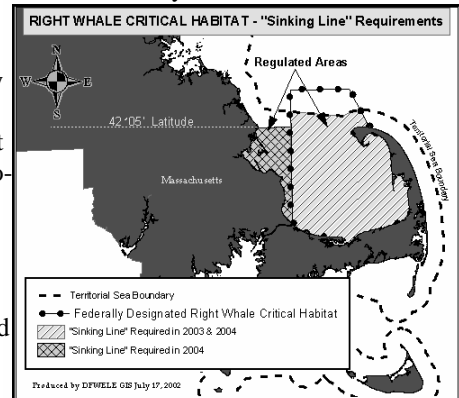 RIGHT WHALE CRITICAL HABITAT - "Sinking Line" Requirements
N
W
E
S
Regulated Areas
42°05' Latitude
Territorial Sea Boundary
Massachusetts
Territorial Sea Boundary
Federally Designated Right Whale Critical Habitat
"Sinking Line" Required in 2003 & 2004
"Sinking Line" Required in 2004
Produced by DFWELE GIS July 17, 2002